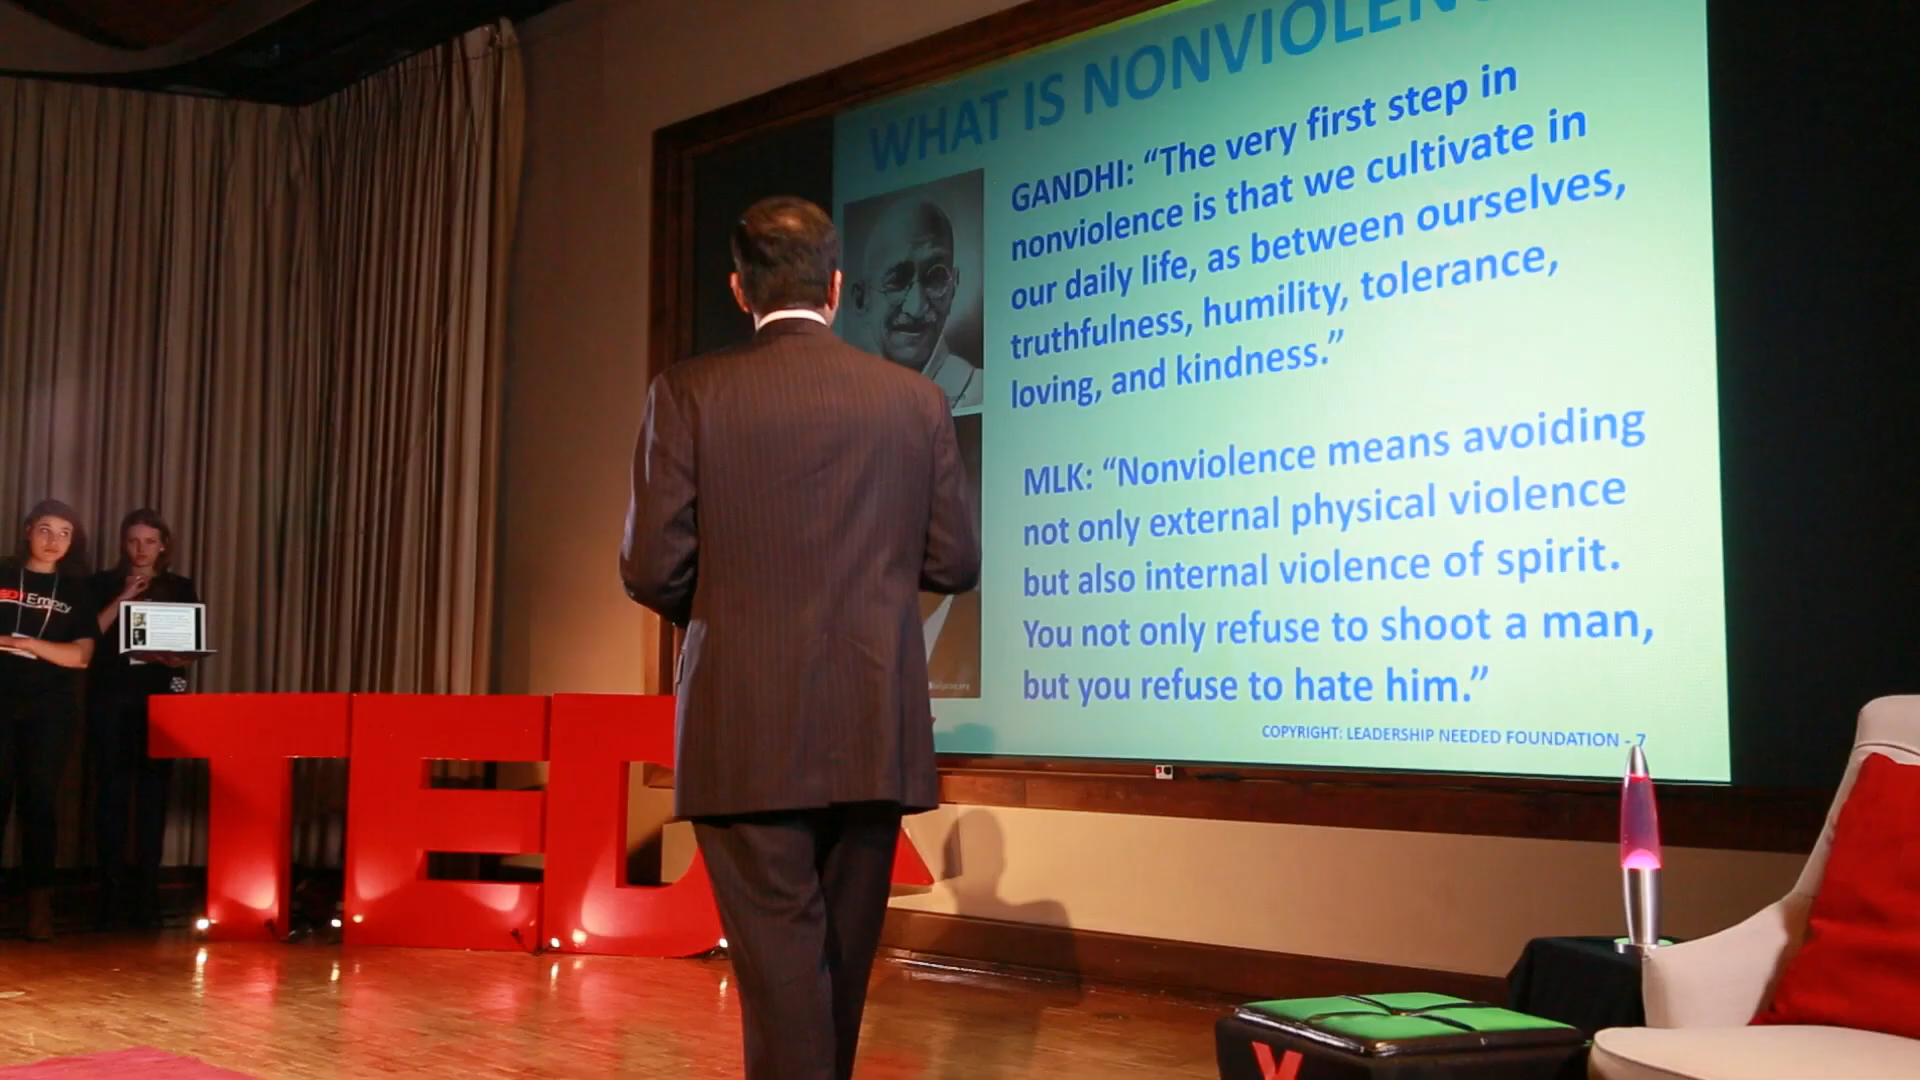 WHAT IS NONVIOLENC
GANDHI: “The very first step in
nonviolence is that we cultivate in
our daily life, as between ourselves,
truthfulness, humility, tolerance,
loving, and kindness.”
MLK: “Nonviolence means avoiding
not only external physical violence
but also internal violence of spirit.
You not only refuse to shoot a man,
but you refuse to hate him.”
COPYRIGHT: LEADERSHIP NEEDED FOUNDATION - 7
Empty
TED
X